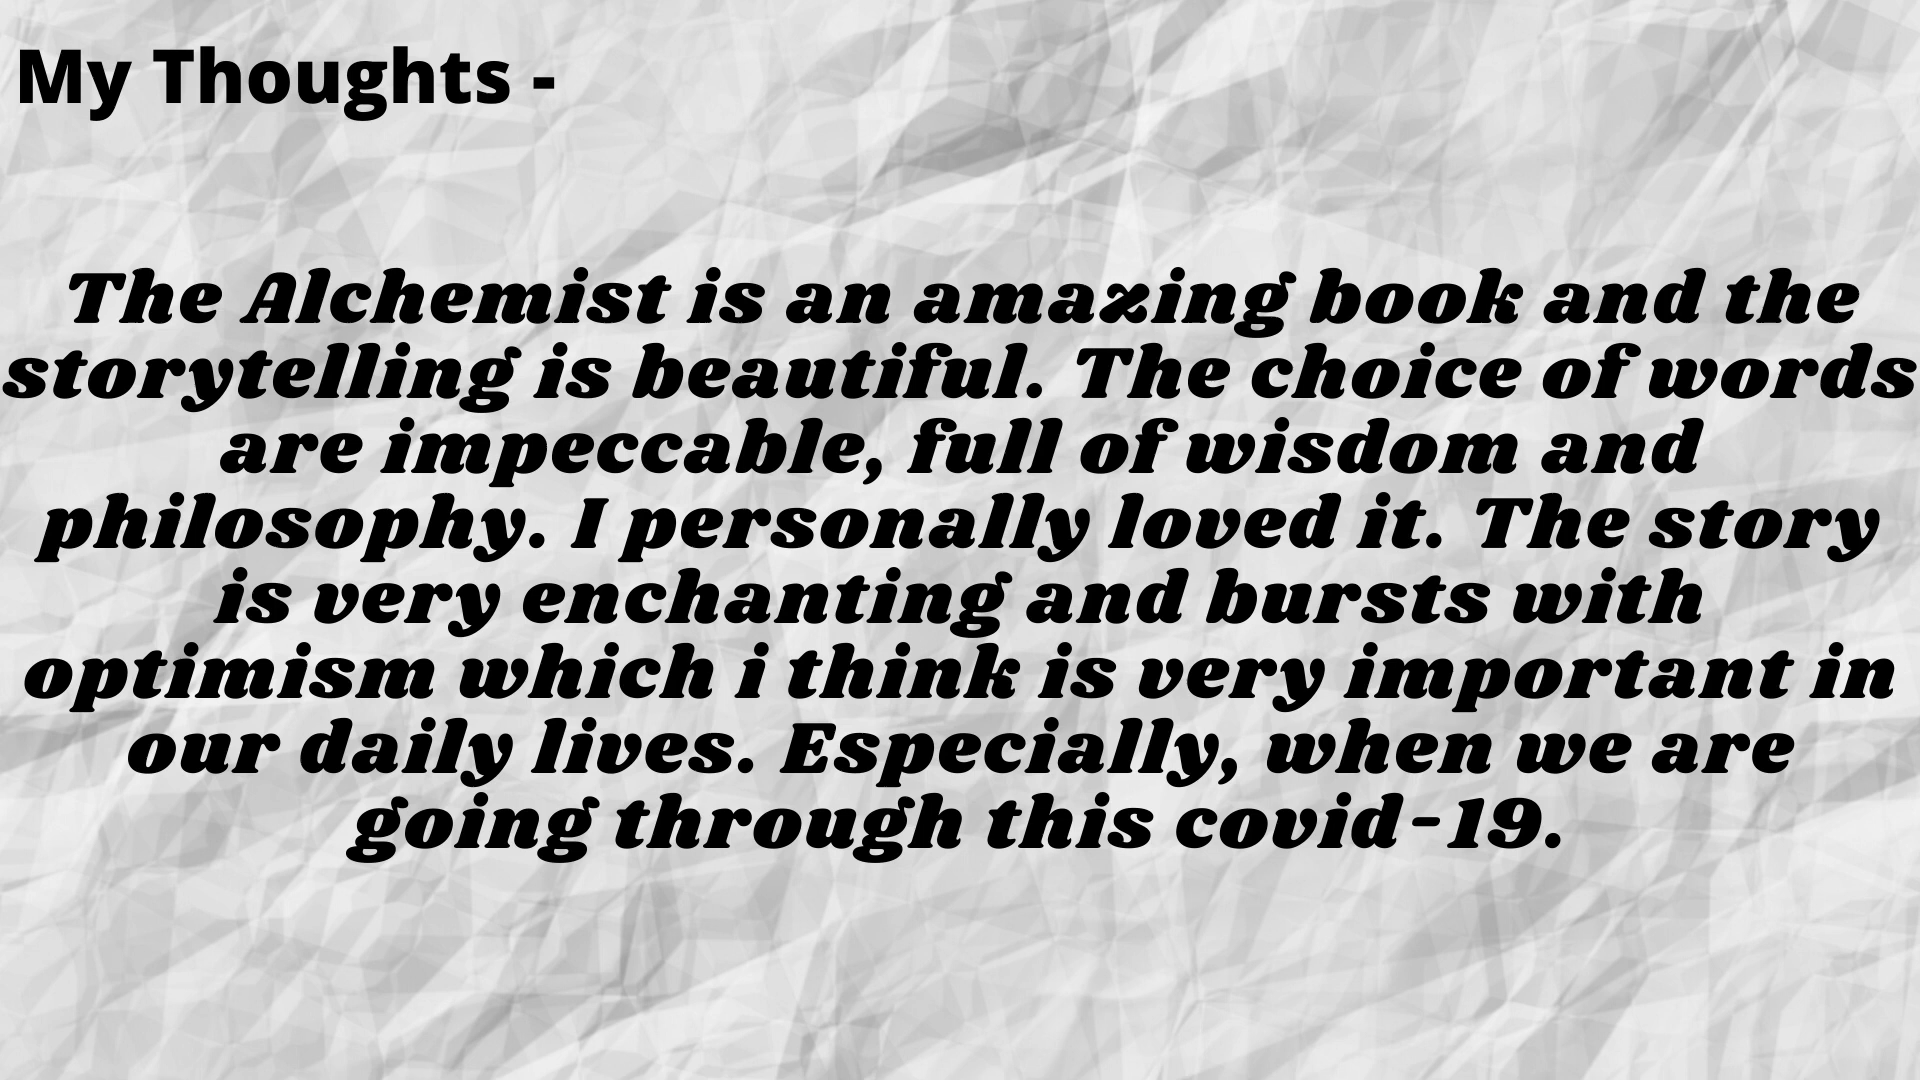 My Thoughts -
The Alchemist is an amazing book and the
storytelling is beautiful. The choice of words
are impeccable, full of wisdom and
philosophy. I personally loved it. The story
is very enchanting and bursts with
optimism which i think is very important in
our daily lives. Especially, when we are
going through this covid-19.